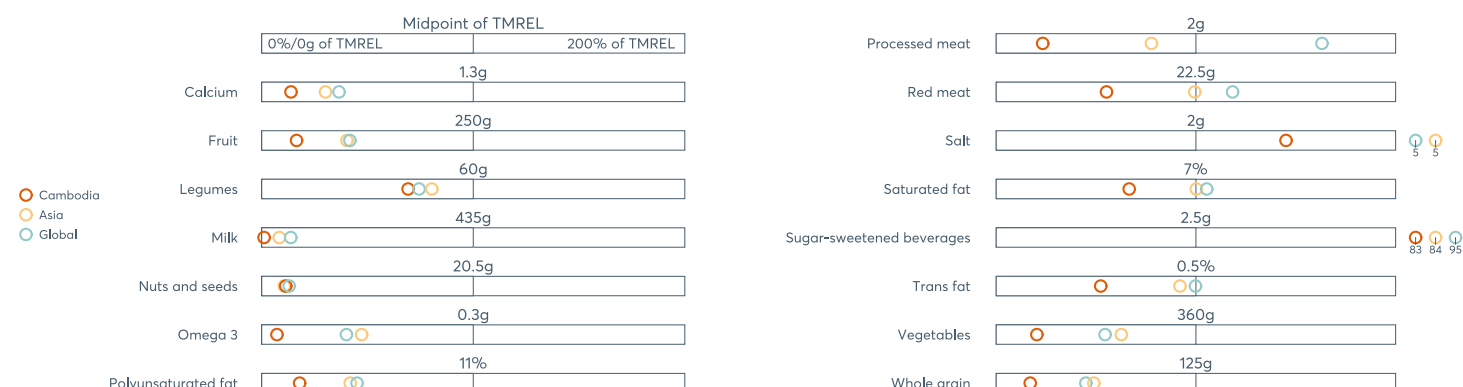 Midpoint of TMREL
0%/0g of TMREL 200% of TMREL
1.3g
Calcium
250g
Fruit
60g
Legumes
435g
Milk
20.5g
Nuts and seeds
0.3g
Omega 3
11%
Polyunsaturated fat
Cambodia
Asia
Global
2g
Processed meat
22.5g
Red meat
2g
Salt
5 5
7%
Saturated fat
2.5g
Sugar-sweetened beverages
83 84 95
0.5%
Trans fat
360g
Vegetables
125g
Whole grain